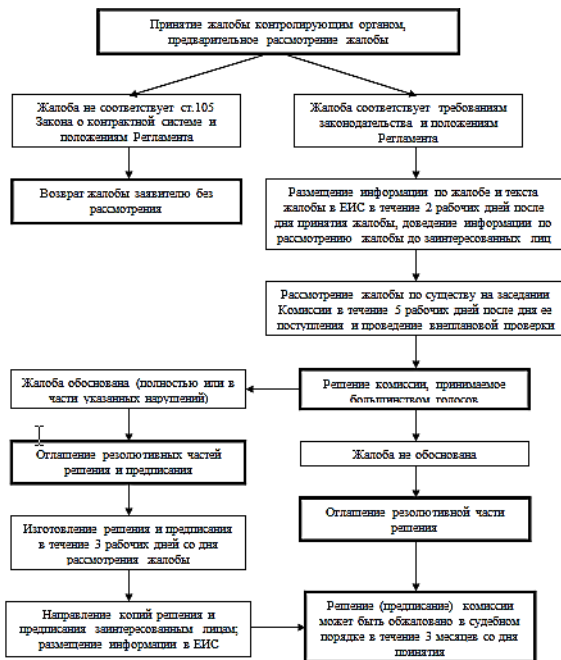 Принятие жалобы контролирующим органом,
предварительное рассмотрение жалобы
Жалоба не соответствует ст.105
Закона о контрактной системе и
положениям Регламента
Жалоба соответствует требованиям
законодательства и положениям
Регламента
Возврат жалобы заявителю без
рассмотрения
Размещение информации по жалобе и текста
жалобы в ЕИС в течение 2 рабочих дней после
дня принятия жалобы, доведение информации по
рассмотрению жалобы до заинтересованных лиц
Рассмотрение жалобы по существу на заседании
Комиссии в течение 5 рабочих дней после дня ее
поступления и проведение внеплановой проверки
Жалоба обоснована (полностью или в
части указанных нарушений)
Решение комиссии, принимаемое
большинством голосов
Оглашение резолютивных частей
решения и предписания
Жалоба не обоснована
Изготовление решения и предписания
в течение 3 рабочих дней со дня
рассмотрения жалобы
Оглашение резолютивной части
решения
Направление копий решения и
предписания заинтересованным лицам;
размещение информации в ЕИС
Решение (предписание) комиссии
может быть обжаловано в судебном
порядке в течение 3 месяцев со дня
принятия